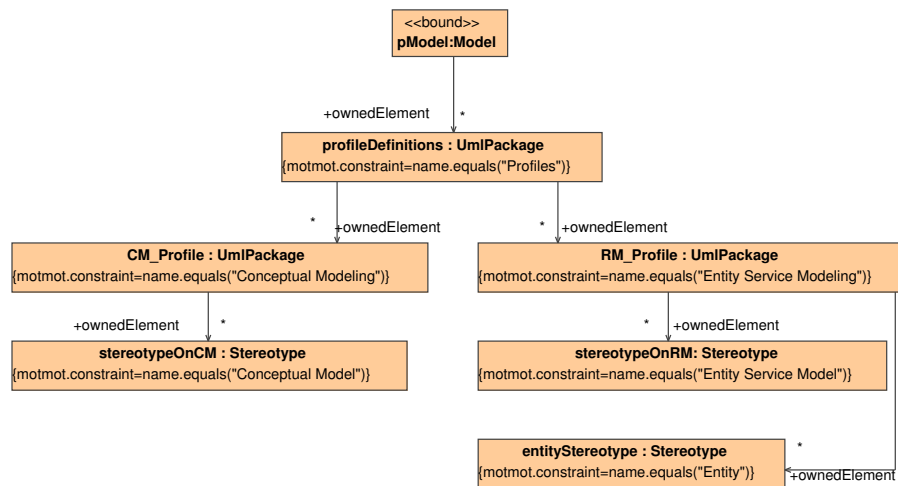 <<bound>>
pModel:Model
+ownedElement *
profileDefinitions : UmlPackage
{motmot.constraint=name.equals("Profiles")}
* +ownedElement
* +ownedElement
CM_Profile : UmlPackage
{motmot.constraint=name.equals("Conceptual Modeling")}
RM_Profile : UmlPackage
{motmot.constraint=name.equals("Entity Service Modeling")}
+ownedElement *
* +ownedElement
stereotypeOnCM : Stereotype
{motmot.constraint=name.equals("Conceptual Model")}
stereotypeOnRM: Stereotype
{motmot.constraint=name.equals("Entity Service Model")}
*
entityStereotype : Stereotype
{motmot.constraint=name.equals("Entity")}
+ownedElement